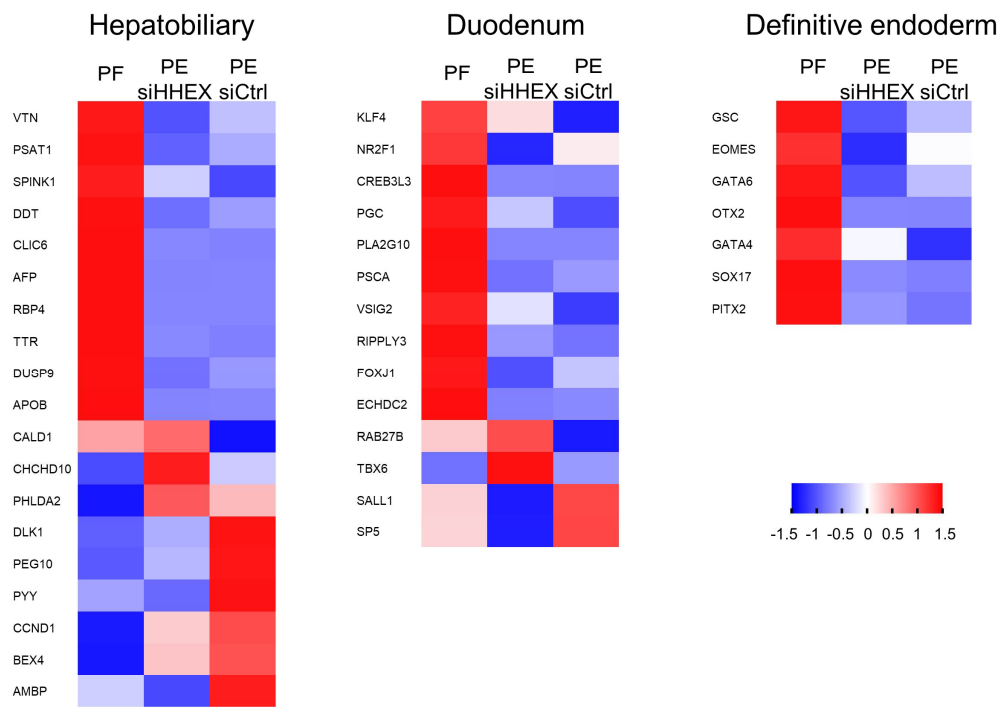 Hepatobiliary
PF PE siHHEX PE siCtrl
VTN
PSAT1
SPINK1
DDT
CLIC6
AFP
RBP4
TTR
DUSP9
APOB
CALD1
CHCHD10
PHLDA2
DLK1
PEG10
PYY
CCND1
BEX4
AMBP
Duodenum
PF PE siHHEX PE siCtrl
KLF4
NR2F1
CREB3L3
PGC
PLA2G10
PSCA
VSIG2
RIPPLY3
FOXJ1
ECHDC2
RAB27B
TBX6
SALL1
SP5
Definitive endoderm
PF PE siHHEX PE siCtrl
GSC
EOMES
GATA6
OTX2
GATA4
SOX17
PITX2
-1.5 -1 -0.5 0 0.5 1 1.5